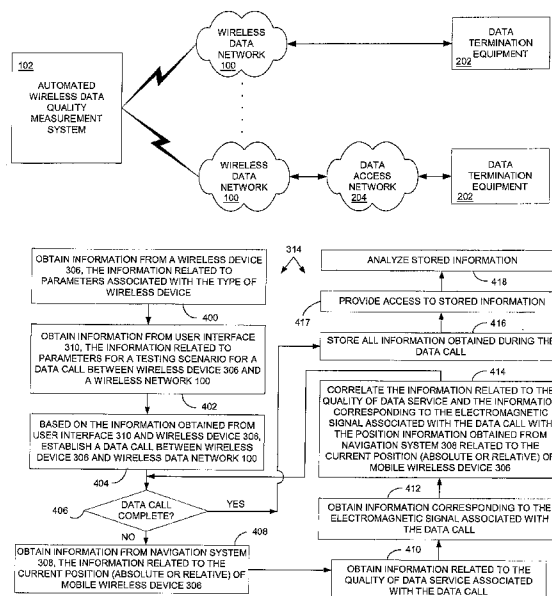 102
AUTOMATED
WIRELESS DATA
QUALITY
MEASUREMENT
SYSTEM
WIRELESS
DATA
NETWORK
100
DATA
TERMINATION
EQUIPMENT
202
WIRELESS
DATA
NETWORK
100
DATA
ACCESS
NETWORK
204
DATA
TERMINATION
EQUIPMENT
202
314
OBTAIN INFORMATION FROM A WIRELESS DEVICE
306, THE INFORMATION RELATED TO
PARAMETERS ASSOCIATED WITH THE TYPE OF
WIRELESS DEVICE
400
OBTAIN INFORMATION FROM USER INTERFACE
310, THE INFORMATION RELATED TO
PARAMETERS FOR A TESTING SCENARIO FOR A
DATA CALL BETWEEN WIRELESS DEVICE 306 AND
A WIRELESS NETWORK 100
402
BASED ON THE INFORMATION OBTAINED FROM
USER INTERFACE 310 AND WIRELESS DEVICE 306,
ESTABLISH A DATA CALL BETWEEN WIRELESS
DEVICE 306 AND WIRELESS DATA NETWORK 100
404
406
DATA CALL
COMPLETE?
YES
NO
408
OBTAIN INFORMATION FROM NAVIGATION SYSTEM
308, THE INFORMATION RELATED TO THE
CURRENT POSITION (ABSOLUTE OR RELATIVE) OF
MOBILE WIRELESS DEVICE 306
ANALYZE STORED INFORMATION
418
417
PROVIDE ACCESS TO STORED INFORMATION
416
STORE ALL INFORMATION OBTAINED DURING THE
DATA CALL
414
CORRELATE THE INFORMATION RELATED TO THE
QUALITY OF DATA SERVICE AND THE INFORMATION
CORRESPONDING TO THE ELECTROMAGNETIC
SIGNAL ASSOCIATED WITH THE DATA CALL WITH
THE POSITION INFORMATION OBTAINED FROM
NAVIGATION SYSTEM 308 RELATED TO THE
CURRENT POSITION (ABSOLUTE OR RELATIVE) OF
MOBILE WIRELESS DEVICE 306
412
OBTAIN INFORMATION CORRESPONDING TO THE
ELECTROMAGNETIC SIGNAL ASSOCIATED WITH
THE DATA CALL
410
OBTAIN INFORMATION RELATED TO THE
QUALITY OF DATA SERVICE ASSOCIATED
WITH THE DATA CALL